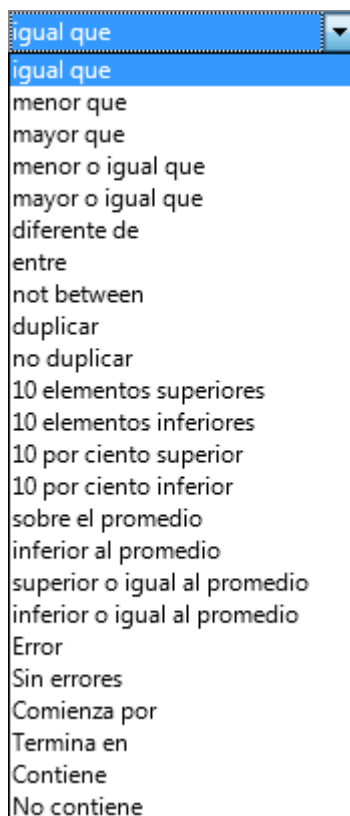 igual que
igual que
menor que
mayor que
menor o igual que
mayor o igual que
diferente de
entre
not between
duplicar
no duplicar
10 elementos superiores
10 elementos inferiores
10 por ciento superior
10 por ciento inferior
sobre el promedio
inferior al promedio
superior o igual al promedio
inferior o igual al promedio
Error
Sin errores
Comienza por
Termina en
Contiene
No contiene